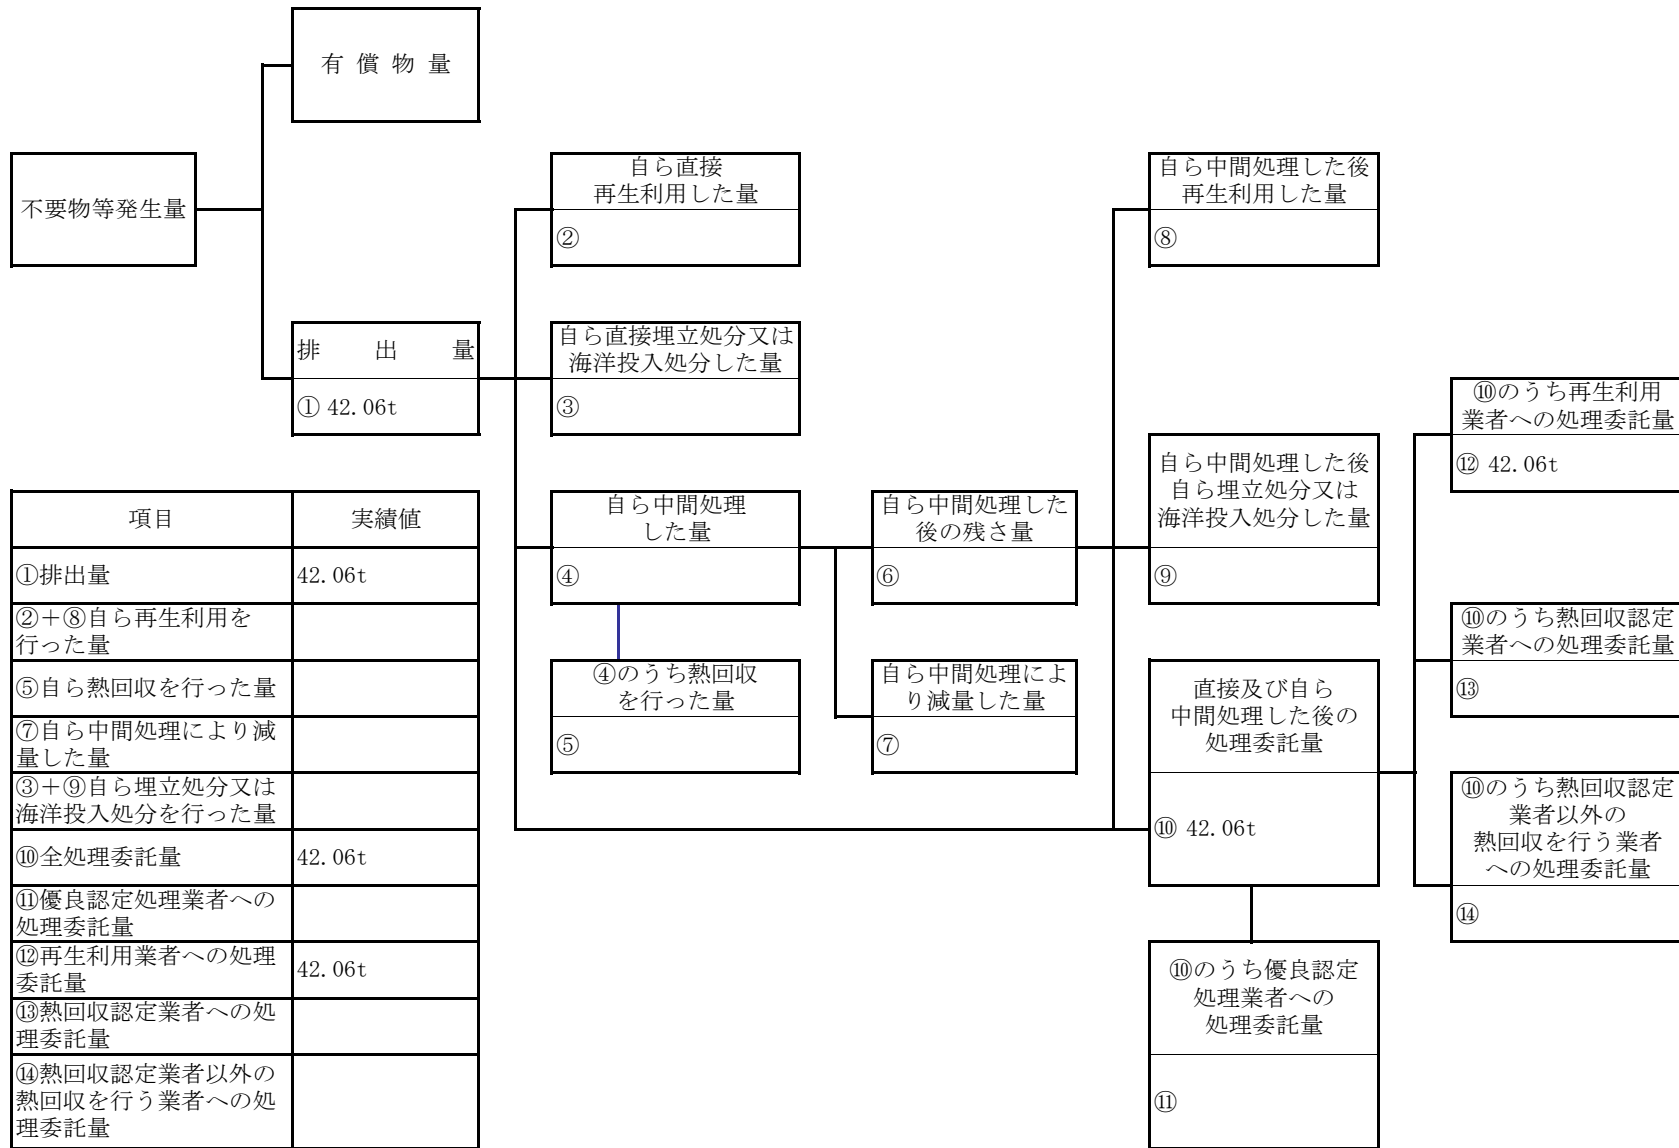 有償物量
不要物等発生量
排出量
① 42.06t
自ら直接
再生利用した量
②
自ら直接埋立処分又は
海洋投入処分した量
③
自ら中間処理
した量
④
④のうち熱回収
を行った量
⑤
自ら中間処理した
後の残さ量
⑥
自ら中間処理によ
り減量した量
⑦
自ら中間処理した後
再生利用した量
⑧
自ら中間処理した後
自ら埋立処分又は
海洋投入処分した量
⑨
直接及び自ら
中間処理した後の
処理委託量
⑩ 42.06t
⑩のうち優良認定
処理業者への
処理委託量
⑪
⑩のうち再生利用
業者への処理委託量
⑫ 42.06t
⑩のうち熱回収認定
業者への処理委託量
⑬
⑩のうち熱回収認定
業者以外の
熱回収を行う業者
への処理委託量
⑭
項目 実績値
①排出量 42.06t
②+⑧自ら再生利用を
行った量
⑤自ら熱回収を行った量
⑦自ら中間処理により減
量した量
③+⑨自ら埋立処分又は
海洋投入処分を行った量
⑩全処理委託量 42.06t
⑪優良認定処理業者への
処理委託量
⑫再生利用業者への処理
委託量 42.06t
⑬熱回収認定業者への処
理委託量
⑭熱回収認定業者以外の
熱回収を行う業者への処
理委託量